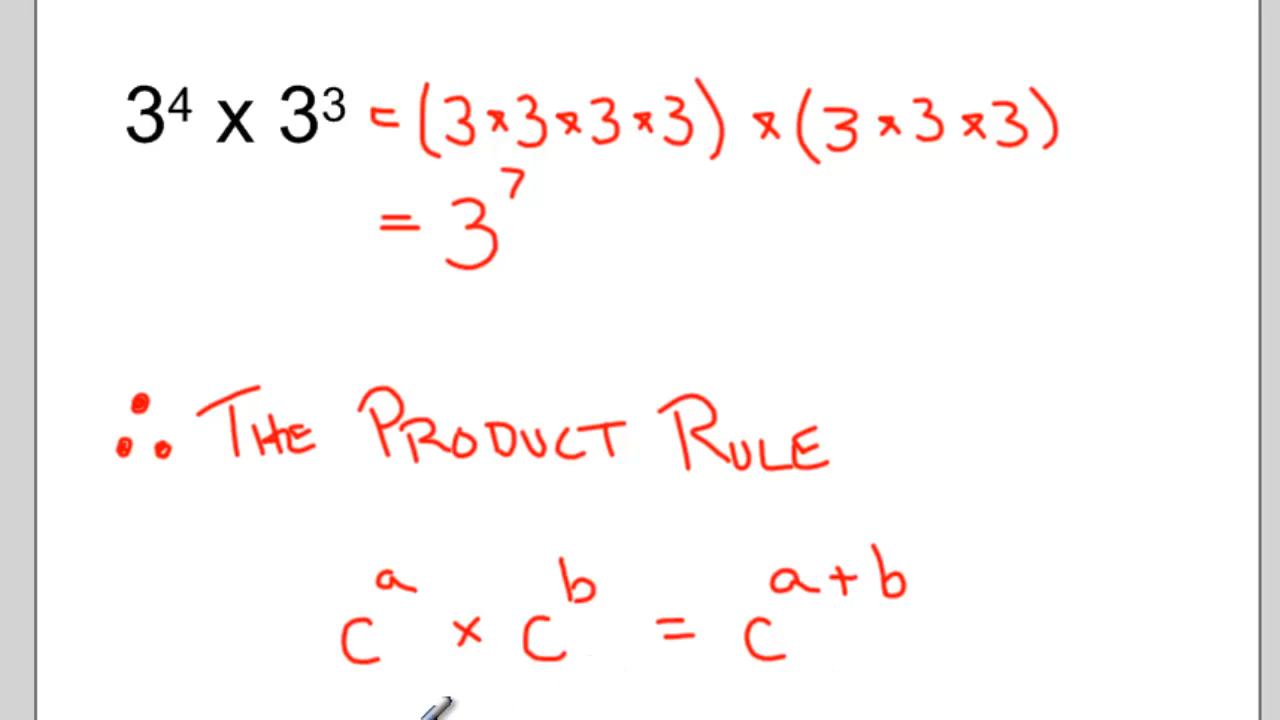 3⁴ x 3³ = (3 × 3 × 3 × 3) × (3 × 3 × 3)
= 3⁷
∴ THE PRODUCT RULE
cᵃ × cᵇ = cᵃ⁺ᵇ